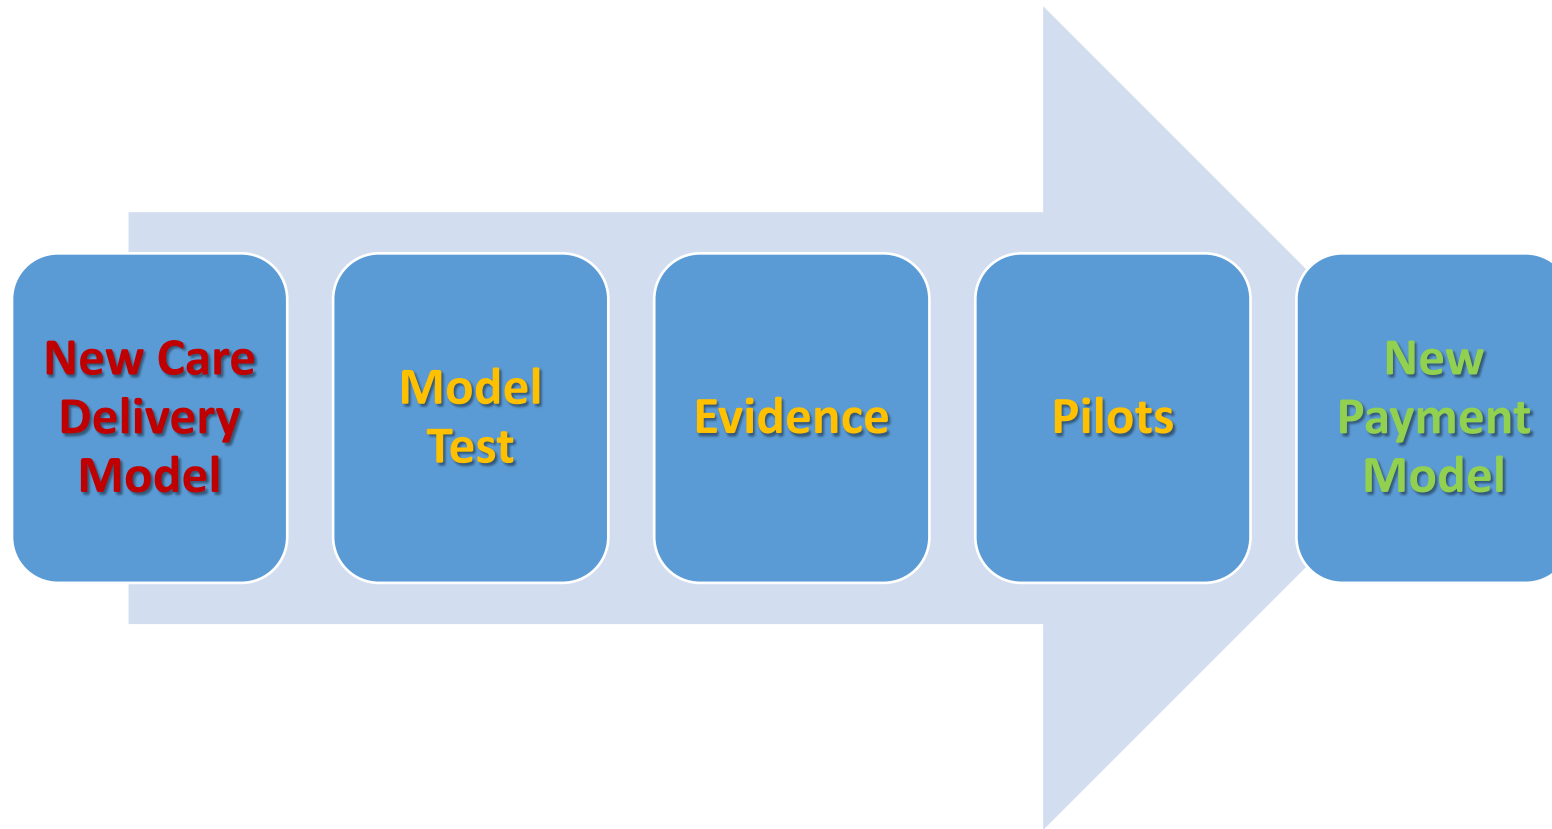 New Care
Delivery
Model
Model
Test
Evidence
Pilots
New
Payment
Model